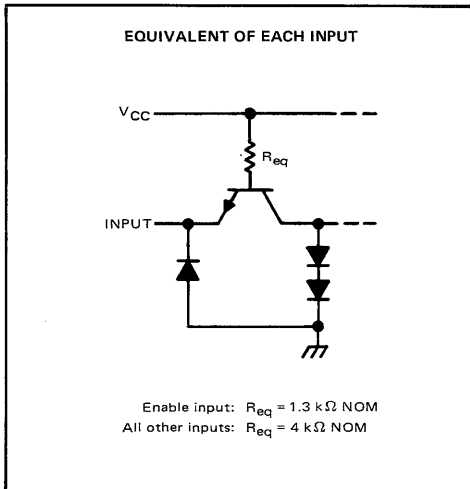 EQUIVALENT OF EACH INPUT
VCC
Req
INPUT
Enable input: Req = 1.3 kΩ NOM
All other inputs: Req = 4 kΩ NOM